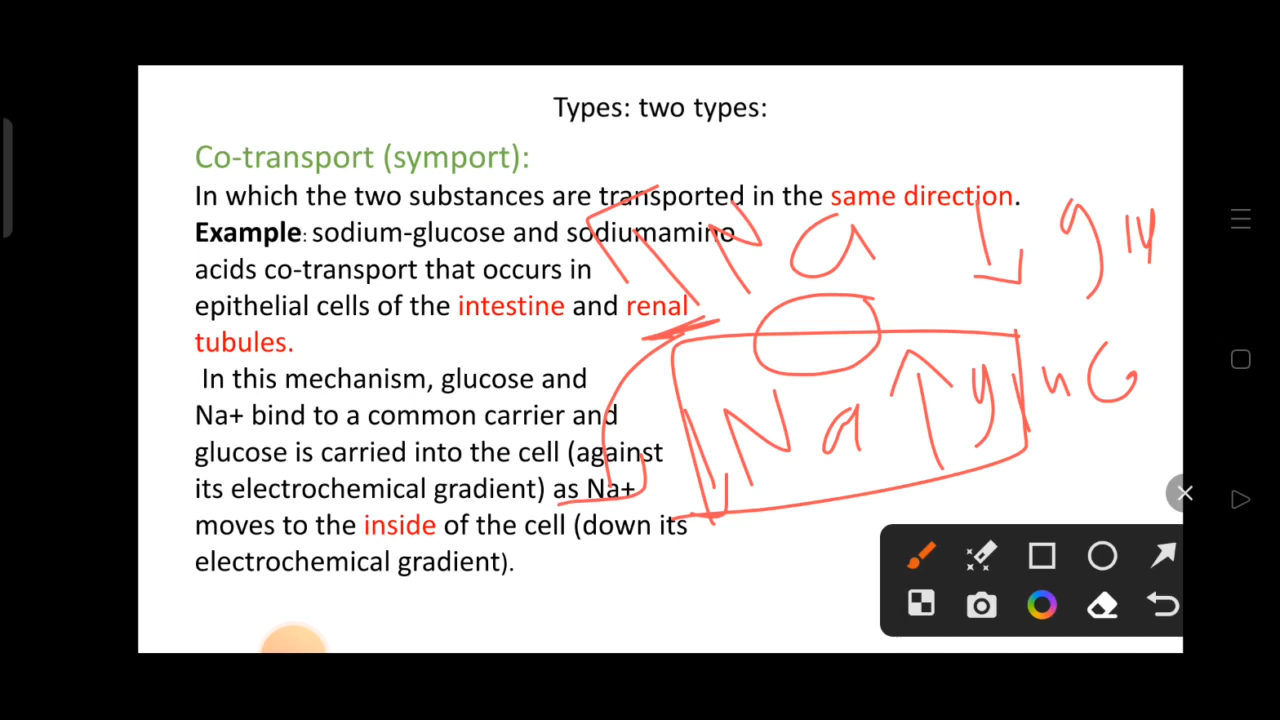 Types: two types:
Co-transport (symport):
In which the two substances are transported in the same direction.
Example: sodium-glucose and sodiumamino
acids co-transport that occurs in
epithelial cells of the intestine and renal
tubules.
In this mechanism, glucose and
Na+ bind to a common carrier and
glucose is carried into the cell (against
its electrochemical gradient) as Na+
moves to the inside of the cell (down its
electrochemical gradient).
Na
Na